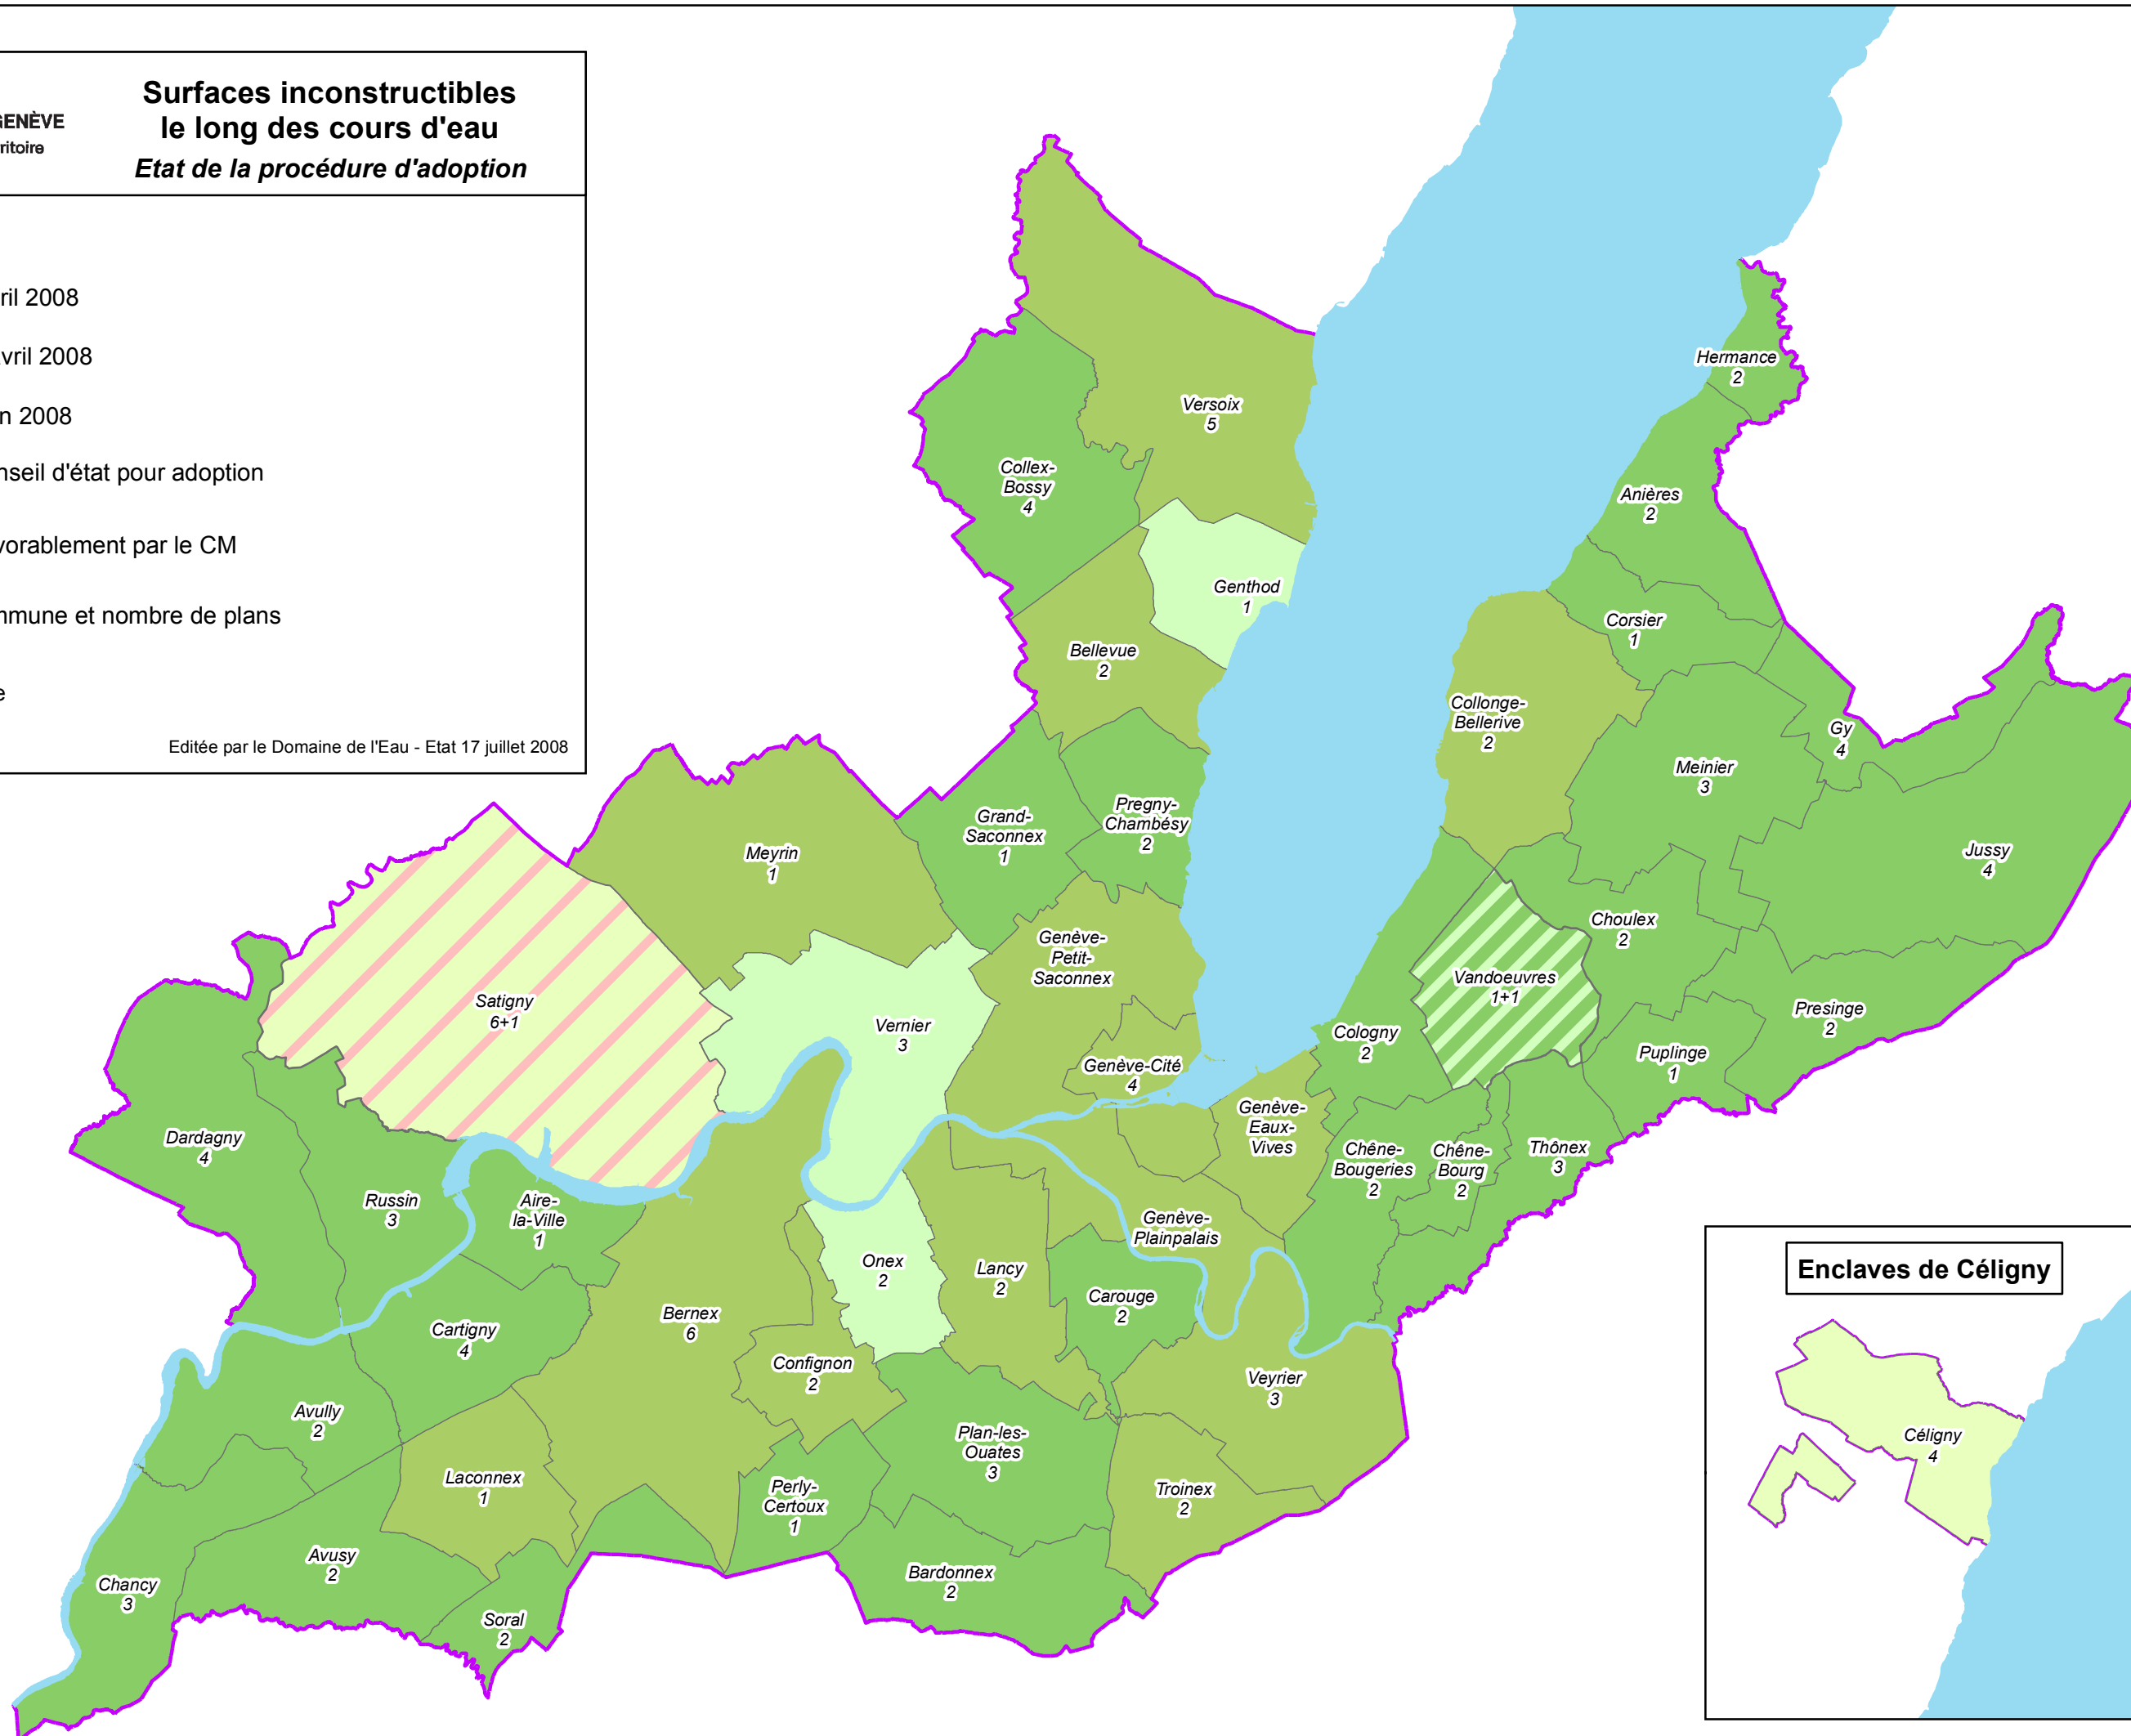 Surfaces inconstructibles
le long des cours d'eau
GENÈVE
Etat de la procédure d'adoption
2008
avril 2008
2008
d'état pour adoption
par le CM
et nombre de plans
Editée par le Domaine de l'Eau - Etat 17 juillet 2008
Hermance
2
Versoix
5
Collex-
Bossy
4
Anières
2
Genthod
1
Corsier
1
Bellevue
2
Collonge-
Bellerive
2
Gy
4
Meinier
3
Grand-
Saconnex
1
Pregny-
Chambésy
2
Meyrin
1
Jussy
4
Choulex
2
Genève-
Petit-
Saconnex
Vandoeuvres
1+1
Satigny
6+1
Vernier
3
Presinge
2
Cologny
2
Puplinge
1
Genève-Cité
4
Genève-
Eaux-
Vives
Dardagny
4
Chêne-
Bougeries
2
Chêne-
Bourg
2
Thônex
3
Russin
3
Aire-
la-Ville
1
Genève-
Plainpalais
Onex
2
Lancy
2
Carouge
2
Enclaves de Céligny
Bernex
6
Cartigny
4
Confignon
2
Veyrier
3
Avully
2
Plan-les-
Ouates
3
Céligny
4
Laconnex
1
Perly-
Certoux
1
Troinex
2
Avusy
2
Bardonnex
2
Chancy
3
Soral
2